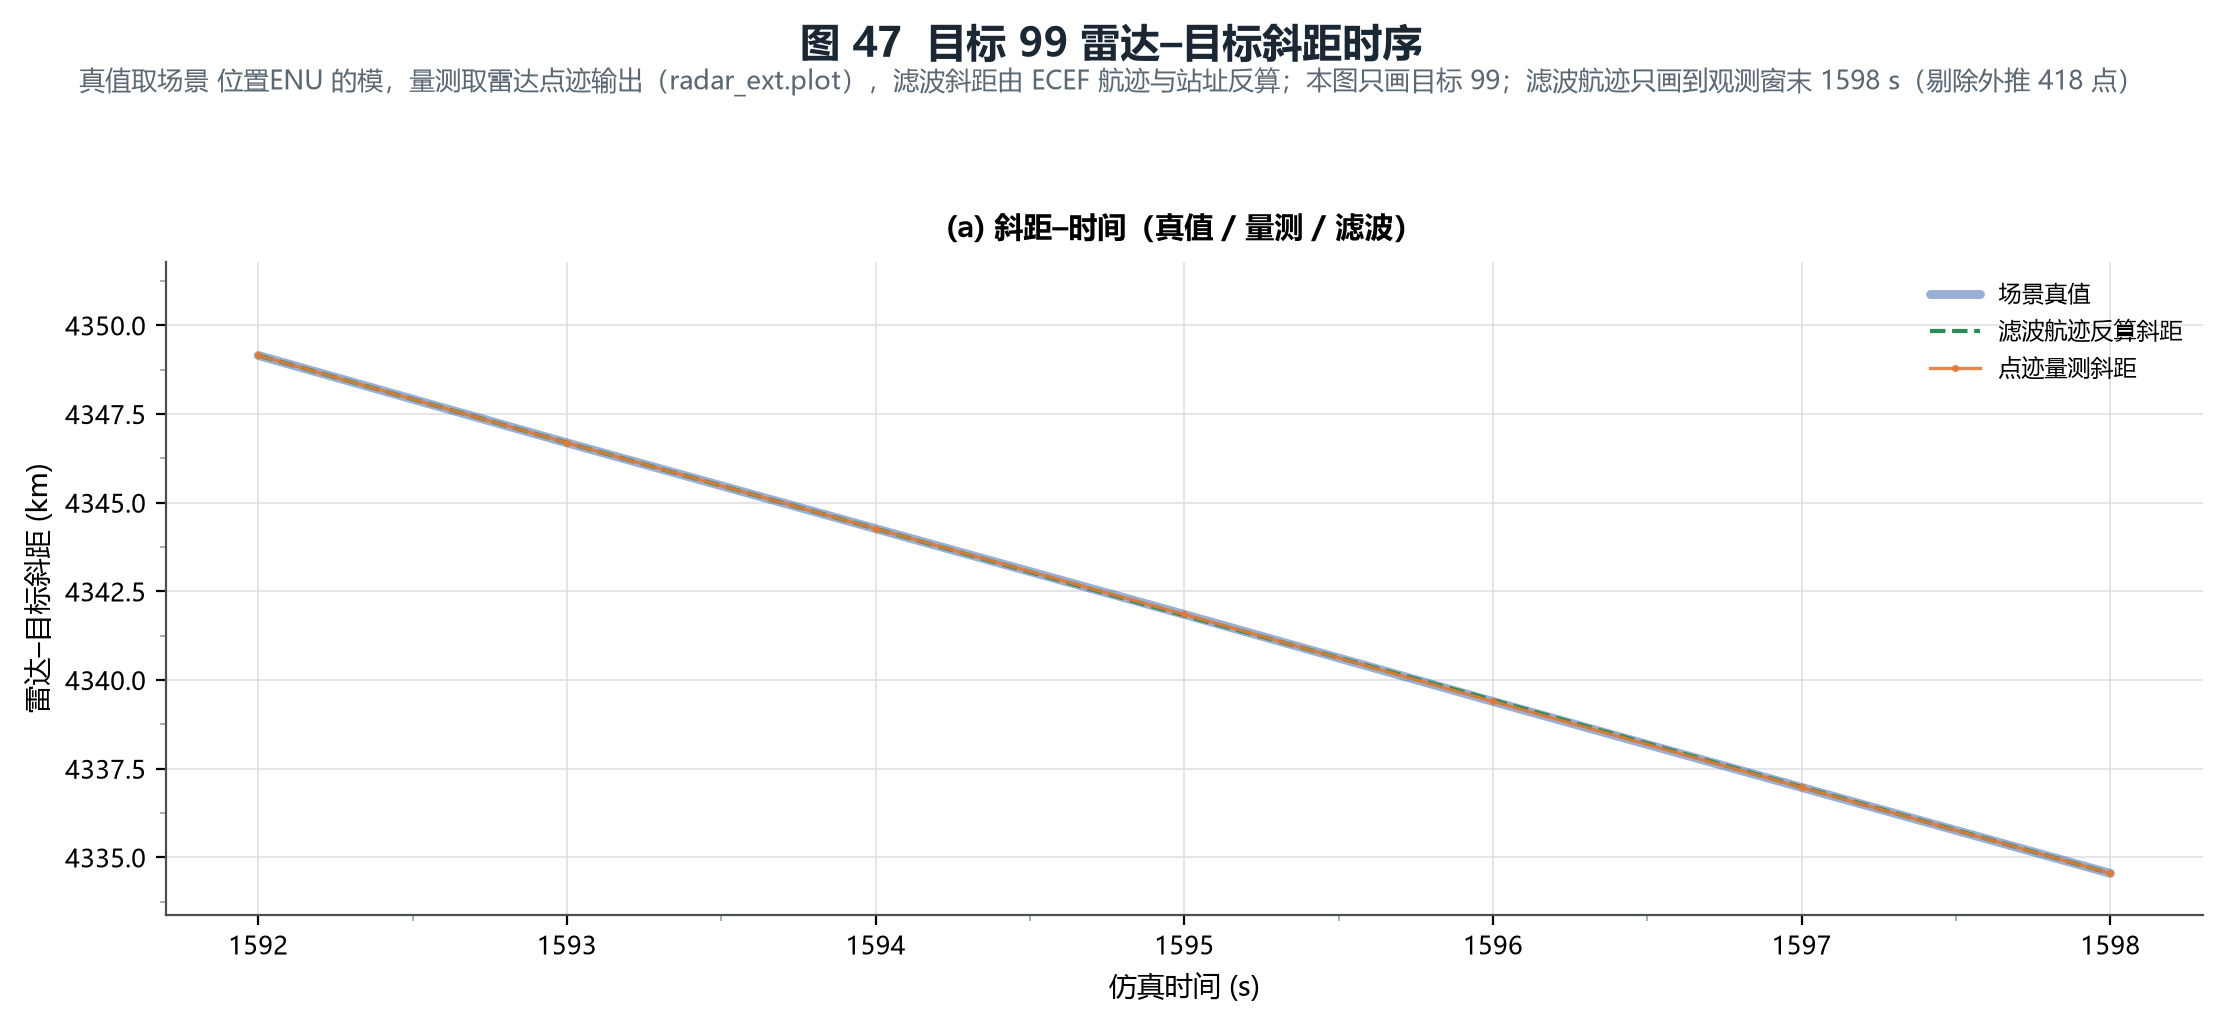 图 47 目标 99 雷达–目标斜距时序
真值取场景 位置ENU 的模，量测取雷达点迹输出（radar_ext.plot），滤波斜距由 ECEF 航迹与站址反算；本图只画目标 99；滤波航迹只画到观测窗末 1598 s（剔除外推 418 点）
(a) 斜距–时间（真值 / 量测 / 滤波）
场景真值
滤波航迹反算斜距
点迹量测斜距
雷达–目标斜距 (km)
4350.0
4347.5
4345.0
4342.5
4340.0
4337.5
4335.0
1592 1593 1594 1595 1596 1597 1598
仿真时间 (s)